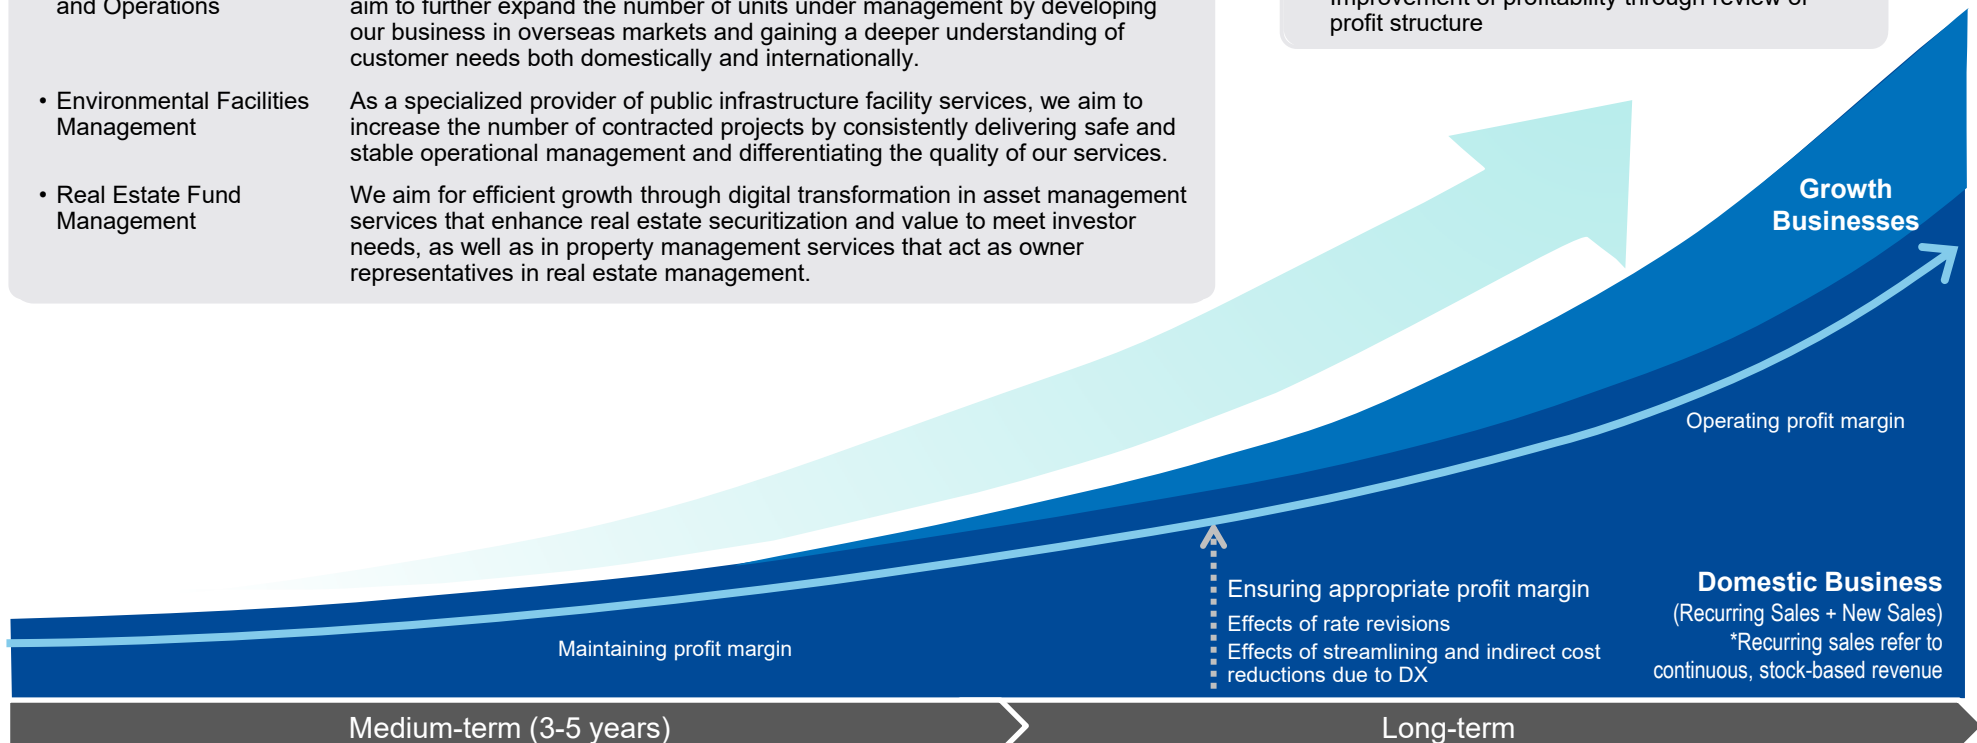 and Operations
aim to further expand the number of units under management by developing
our business in overseas markets and gaining a deeper understanding of
customer needs both domestically and internationally.
• Environmental Facilities
Management
As a specialized provider of public infrastructure facility services, we aim to
increase the number of contracted projects by consistently delivering safe and
stable operational management and differentiating the quality of our services.
• Real Estate Fund
Management
We aim for efficient growth through digital transformation in asset management
services that enhance real estate securitization and value to meet investor
needs, as well as in property management services that act as owner
representatives in real estate management.
Improvement of profitability through review of
profit structure
Growth
Businesses
Operating profit margin
Maintaining profit margin
Ensuring appropriate profit margin
Effects of rate revisions
Effects of streamlining and indirect cost
reductions due to DX
Domestic Business
(Recurring Sales + New Sales)
*Recurring sales refer to
continuous, stock-based revenue
Medium-term (3-5 years)
Long-term